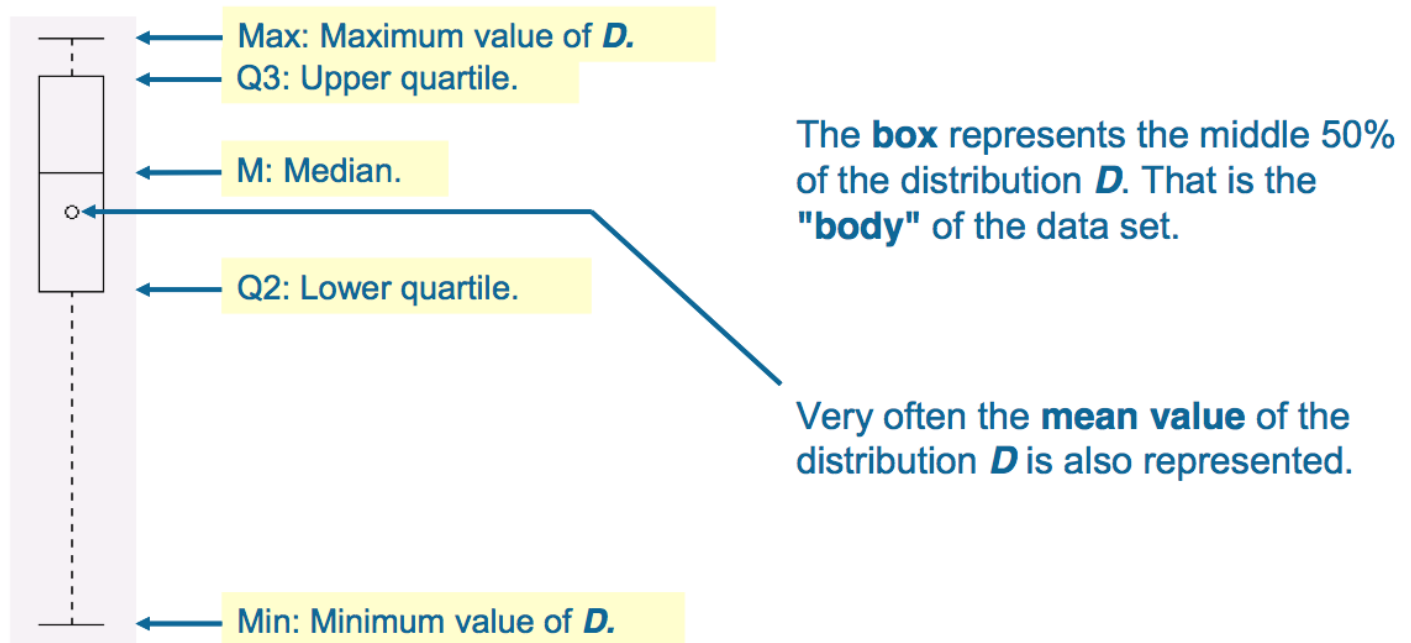 Max: Maximum value of D.
Q3: Upper quartile.
M: Median.
Q2: Lower quartile.
Min: Minimum value of D.
The box represents the middle 50%
of the distribution D. That is the
"body" of the data set.
Very often the mean value of the
distribution D is also represented.